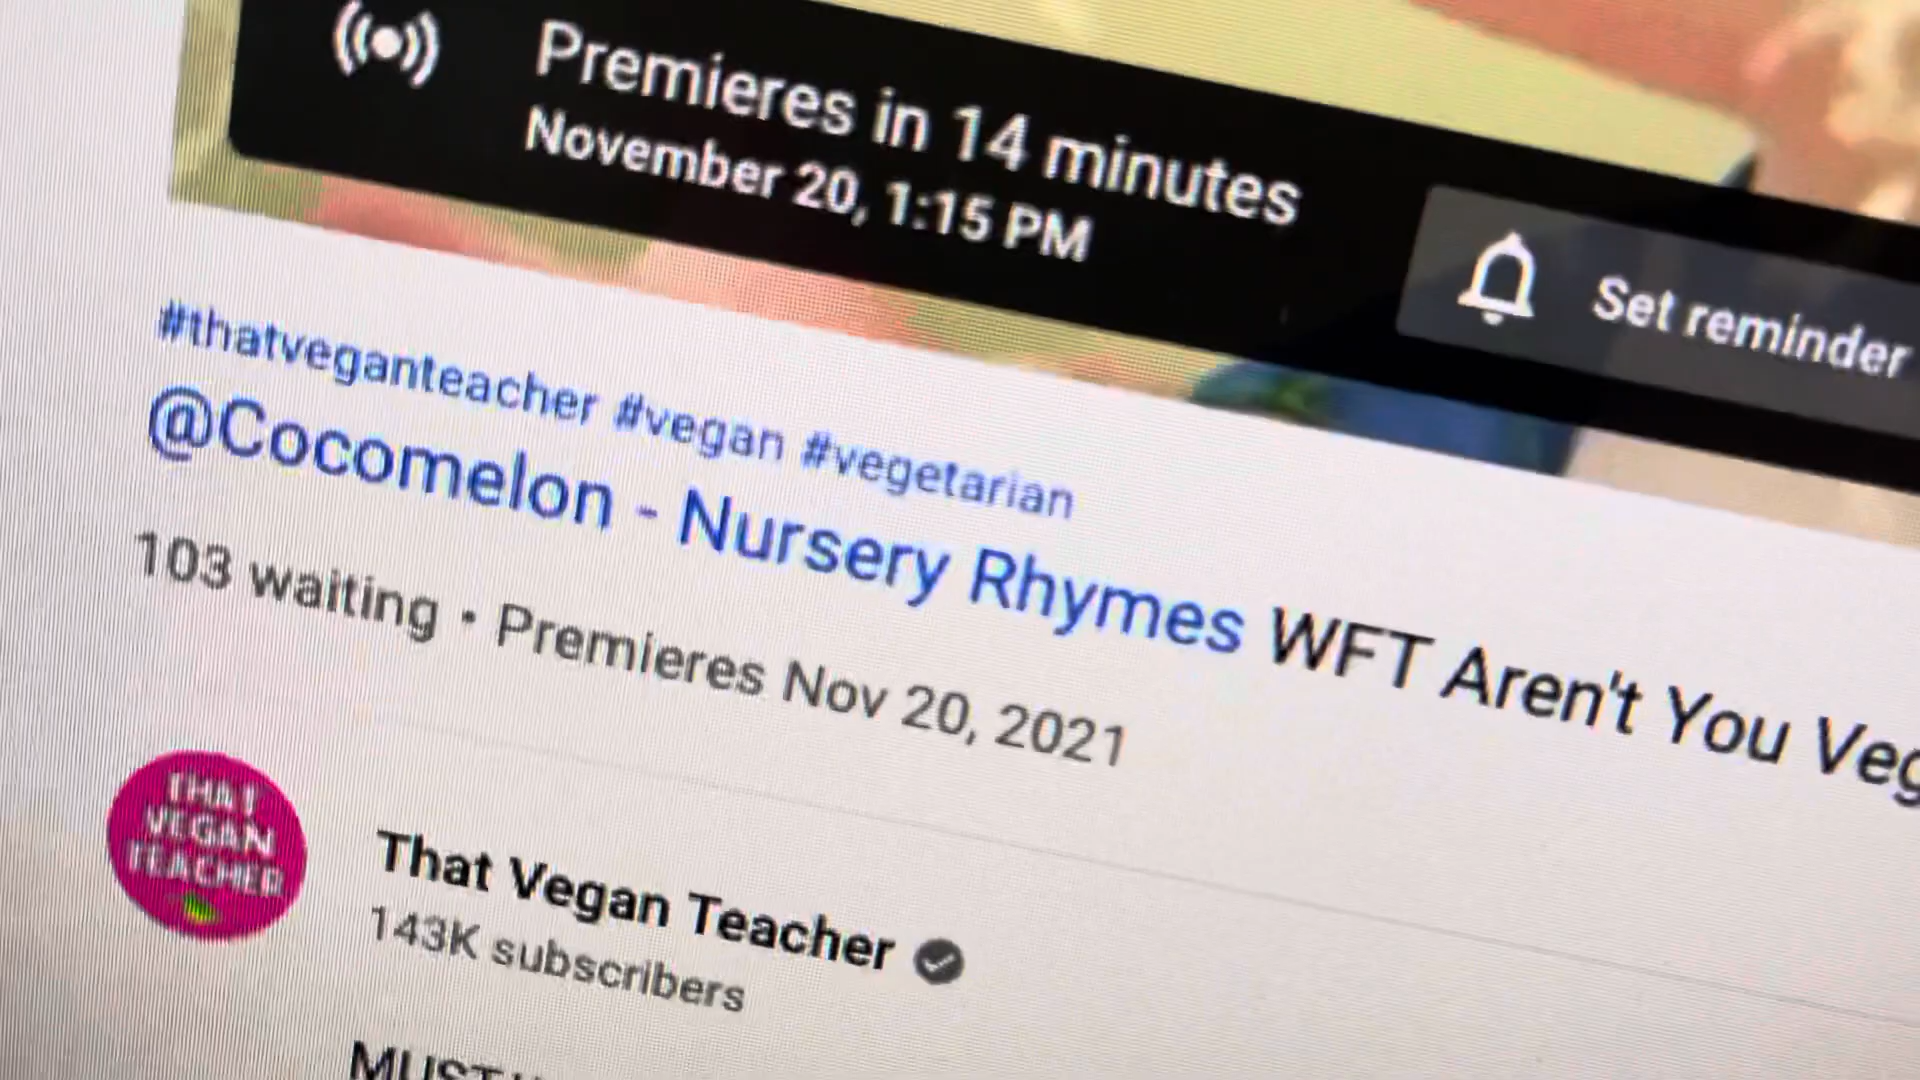 Premieres in 14 minutes
November 20, 1:15 PM
Set reminder
#thatveganteacher #vegan #vegetarian
@Cocomelon - Nursery Rhymes WFT Aren't You Veg
103 waiting • Premieres Nov 20, 2021
THAT
VEGAN
TEACHER
That Vegan Teacher
143K subscribers
MUST